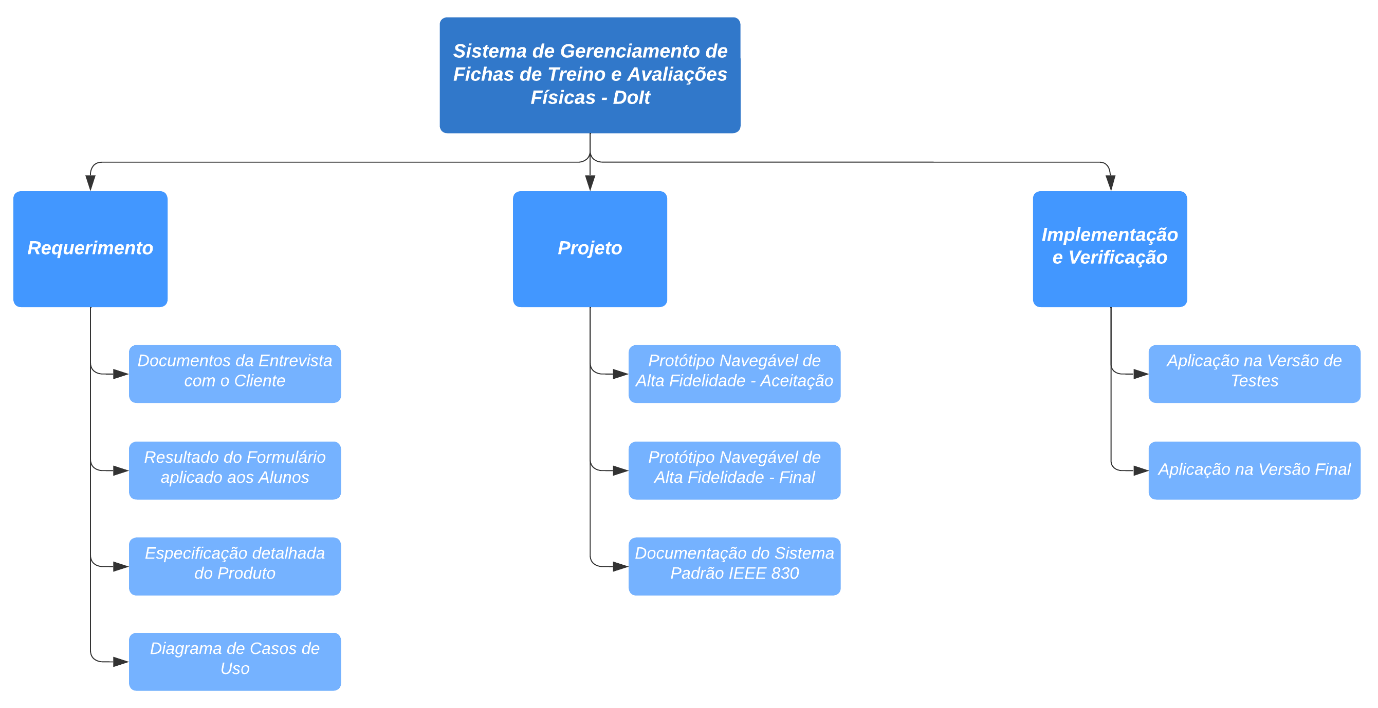 Sistema de Gerenciamento de
Fichas de Treino e Avaliações
Físicas - DoIt
Requerimento
Projeto
Implementação
e Verificação
Documentos da Entrevista
com o Cliente
Resultado do Formulário
aplicado aos Alunos
Especificação detalhada
do Produto
Diagrama de Casos de
Uso
Protótipo Navegável de
Alta Fidelidade - Aceitação
Protótipo Navegável de
Alta Fidelidade - Final
Documentação do Sistema
Padrão IEEE 830
Aplicação na Versão de
Testes
Aplicação na Versão Final